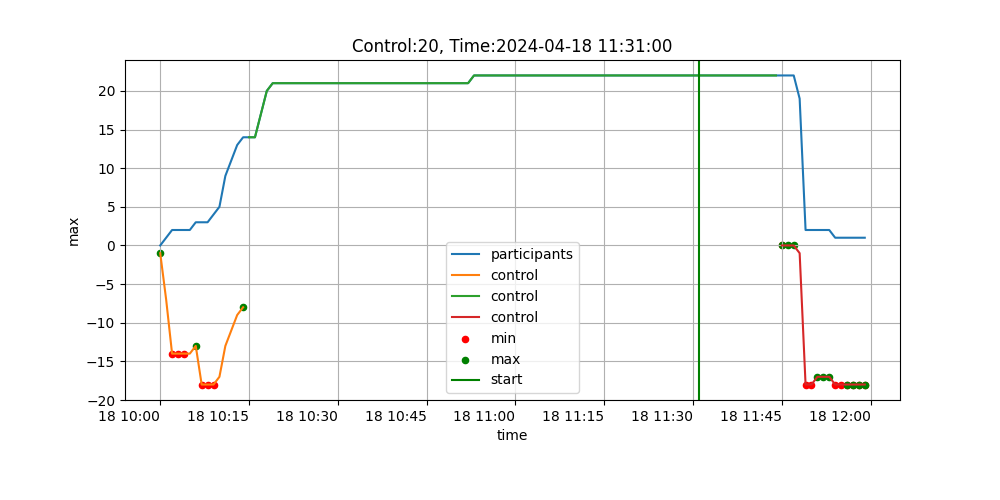 Control:20, Time:2024-04-18 11:31:00
max
20
15
10
5
0
−5
−10
−15
−20
participants
control
control
control
min
max
start
18 10:00 18 10:15 18 10:30 18 10:45 18 11:00 18 11:15 18 11:30 18 11:45 18 12:00
time